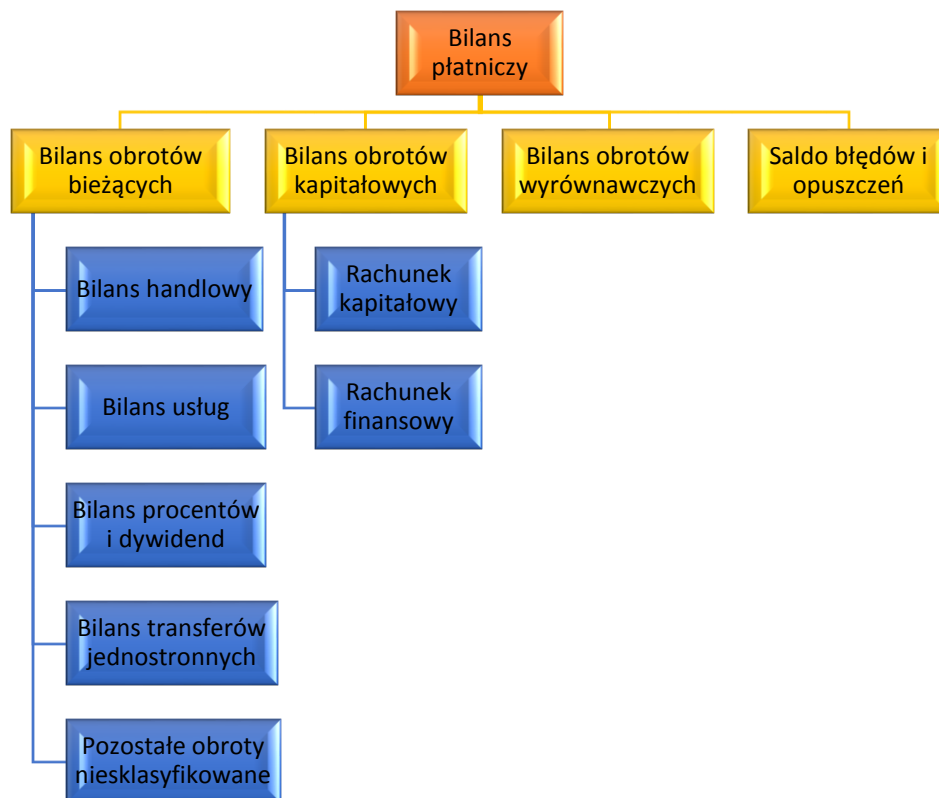 Bilans
płatniczy
Bilans obrotów
bieżących
Bilans obrotów
kapitałowych
Bilans obrotów
wyrównawczych
Saldo błędów i
opuszczeń
Bilans handlowy
Bilans usług
Bilans procentów
i dywidend
Bilans transferów
jednostronnych
Pozostałe obroty
niesklasyfikowane
Rachunek
kapitałowy
Rachunek
finansowy